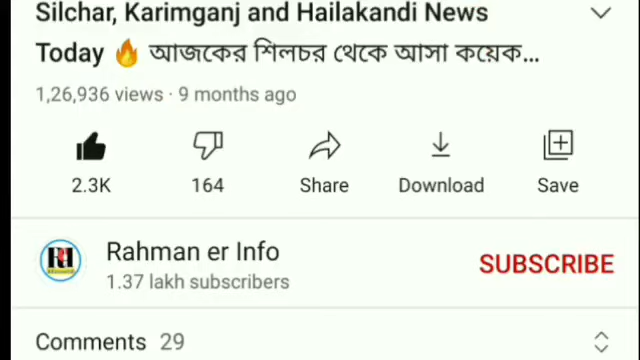 Silchar, Karimganj and Hailakandi News
Today 🔥 আজকের শিলচর থেকে আসা কয়েক...
1,26,936 views · 9 months ago
2.3K
164
Share
Download
Save
Rahman er Info
1.37 lakh subscribers
SUBSCRIBE
Comments 29